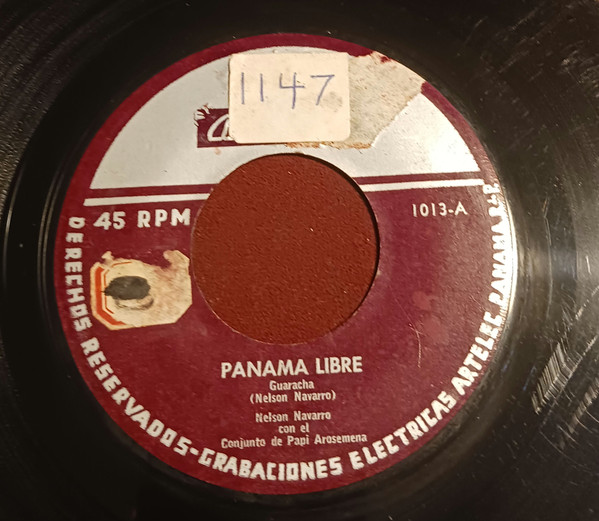 1147
45 RPM
1013-A
PANAMA LIBRE
Guaracha
(Nelson Navarro)
Nelson Navarro
con el
Conjunto de Papi Arosemena
DERECHOS RESERVADOS-GRABACIONES ELECTRICAS ARTELEC, PANAMA R. P.